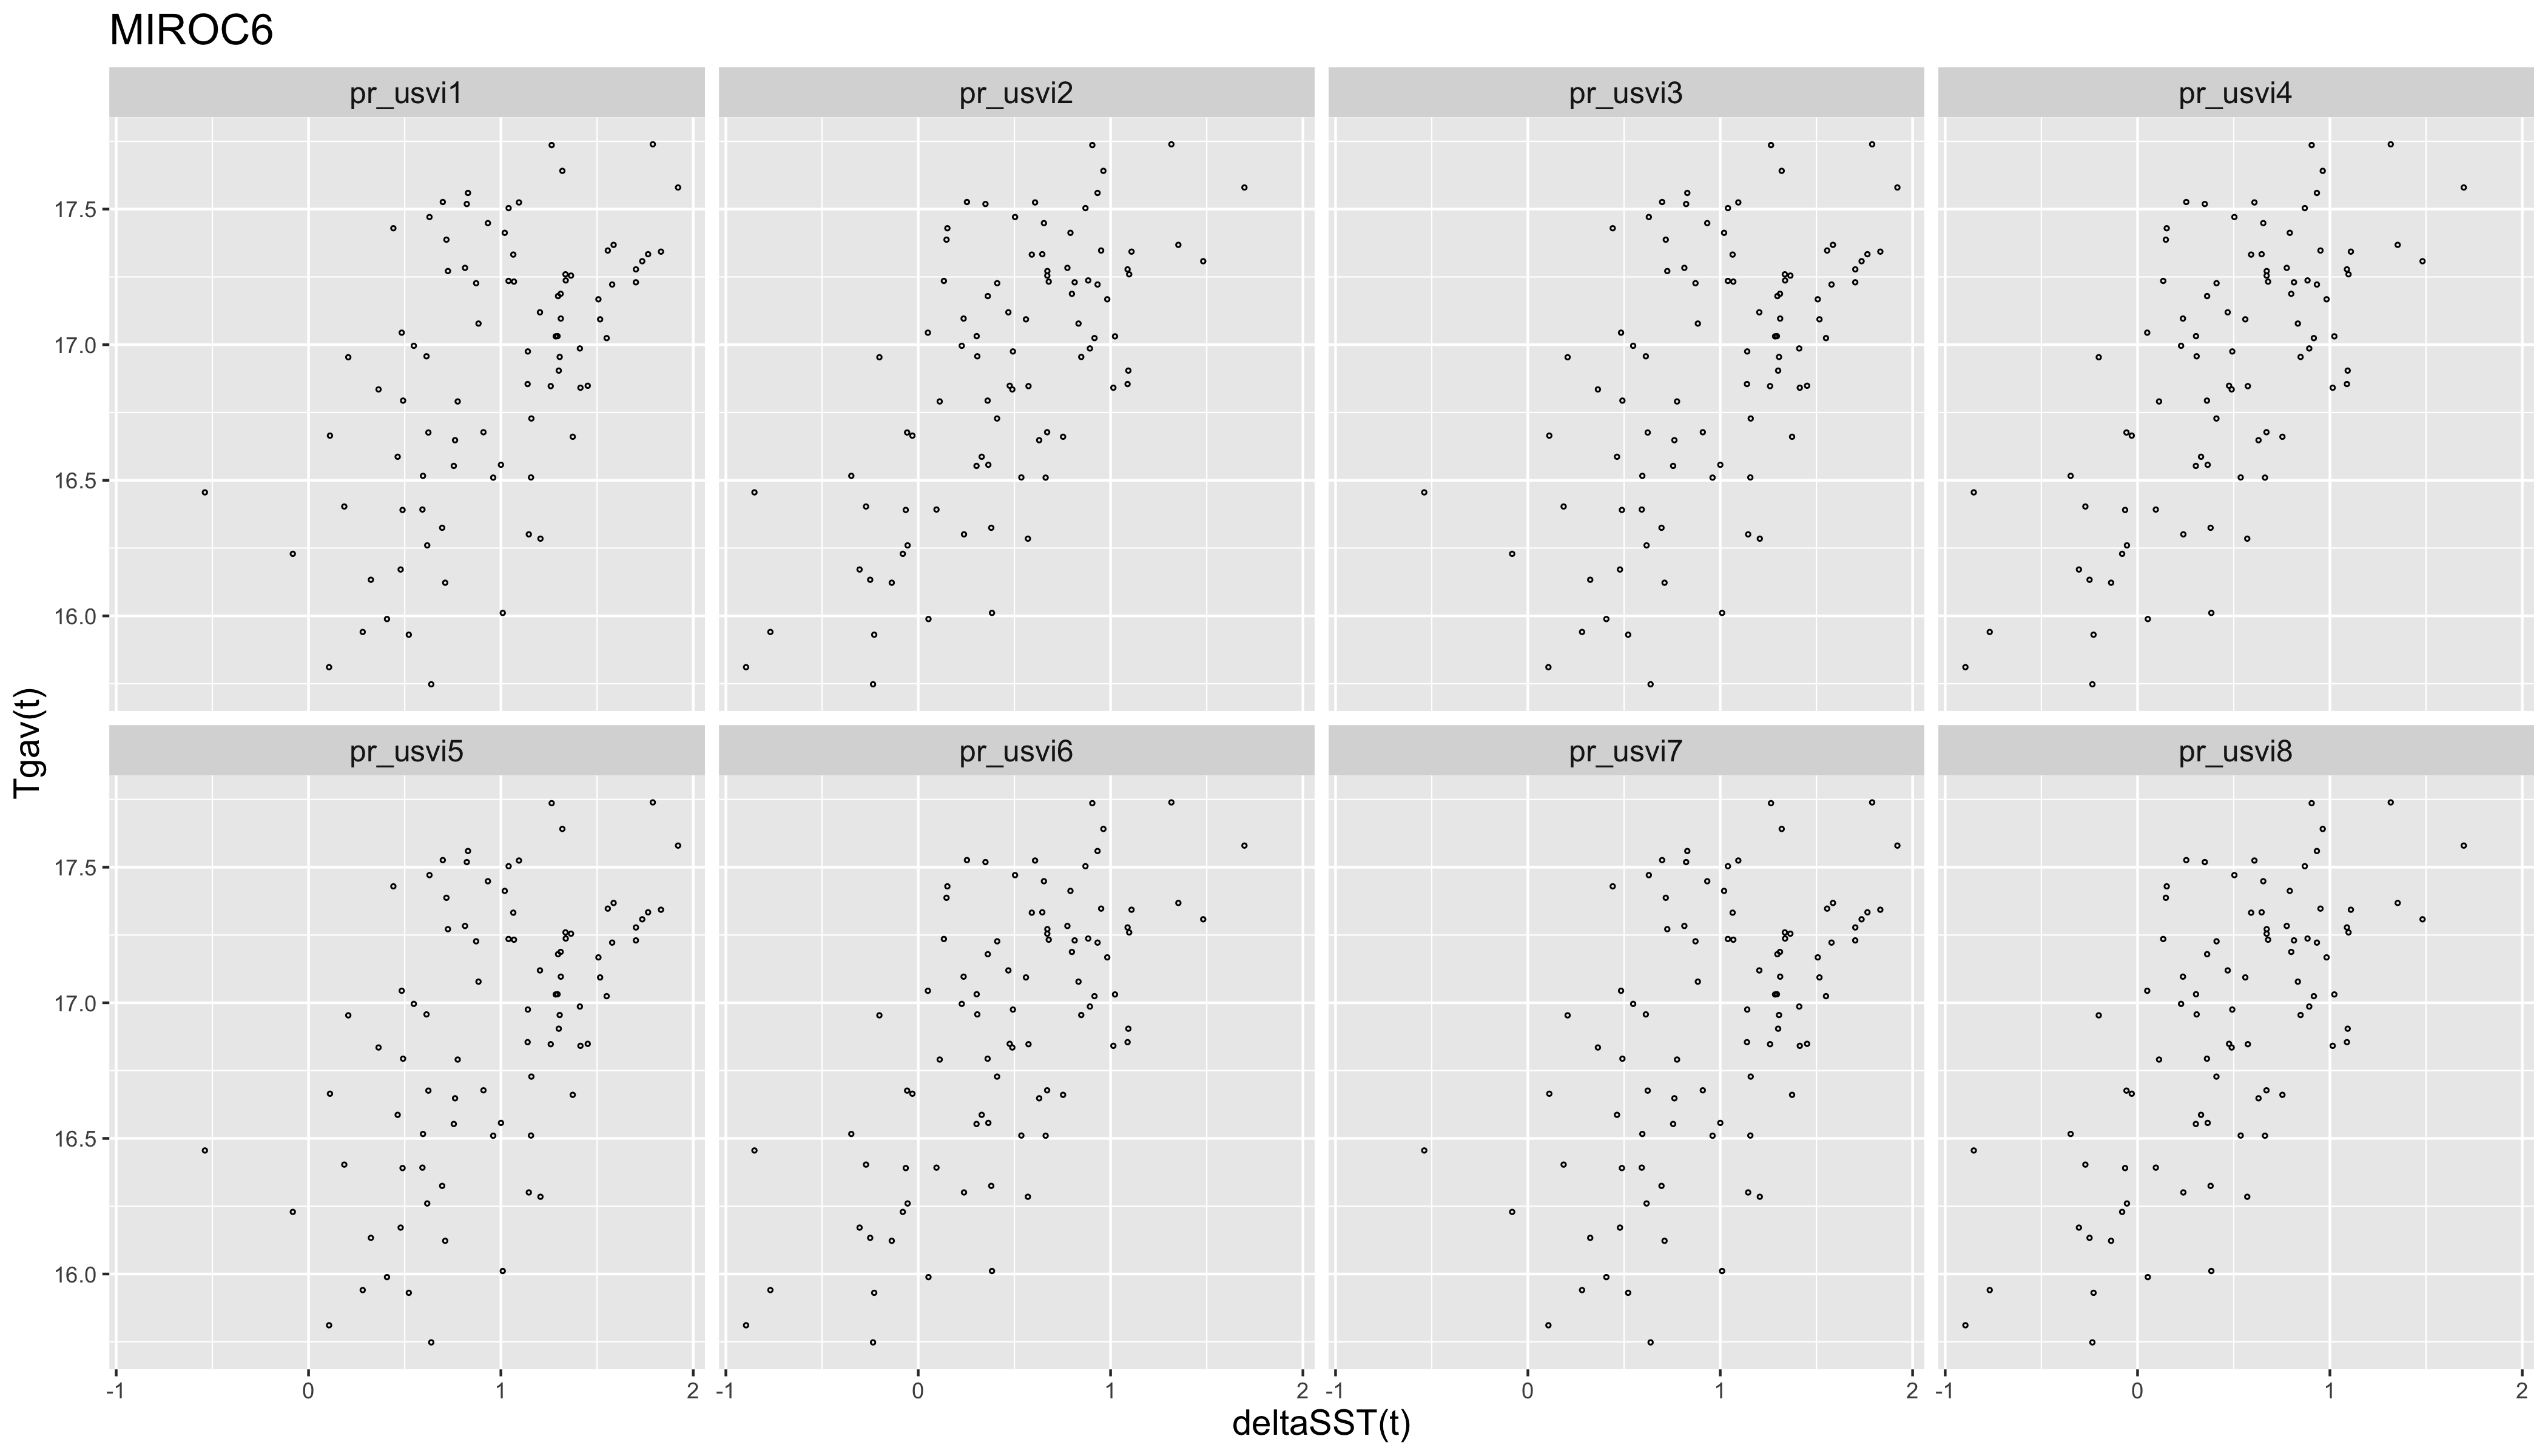 MIROC6
pr_usvi1 pr_usvi2 pr_usvi3 pr_usvi4
17.5
17.0
16.5
16.0
Tgav(t)
pr_usvi5 pr_usvi6 pr_usvi7 pr_usvi8
17.5
17.0
16.5
16.0
-1 0 1 2 -1 0 1 2 -1 0 1 2 -1 0 1 2
deltaSST(t)